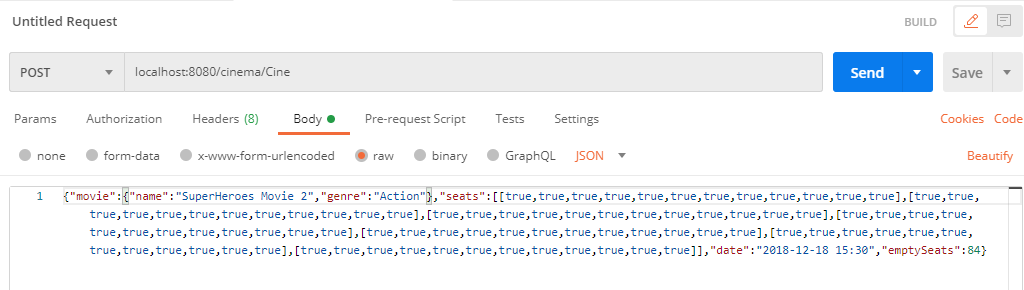 Untitled Request
BUILD
POST
localhost:8080/cinema/Cine
Send
Save
Params Authorization Headers (8) Body Pre-request Script Tests Settings Cookies Code
none form-data x-www-form-urlencoded raw binary GraphQL JSON Beautify
1 {"movie":{"name":"SuperHeroes Movie 2","genre":"Action"},"seats":[[true,true,true,true,true,true,true,true,true,true,true,true],[true,true,
true,true,true,true,true,true,true,true,true,true],[true,true,true,true,true,true,true,true,true,true,true,true],[true,true,true,true,
true,true,true,true,true,true,true,true],[true,true,true,true,true,true,true,true,true,true,true,true],[true,true,true,true,true,true,
true,true,true,true,true,true],[true,true,true,true,true,true,true,true,true,true,true,true]],"date":"2018-12-18 15:30","emptySeats":84}